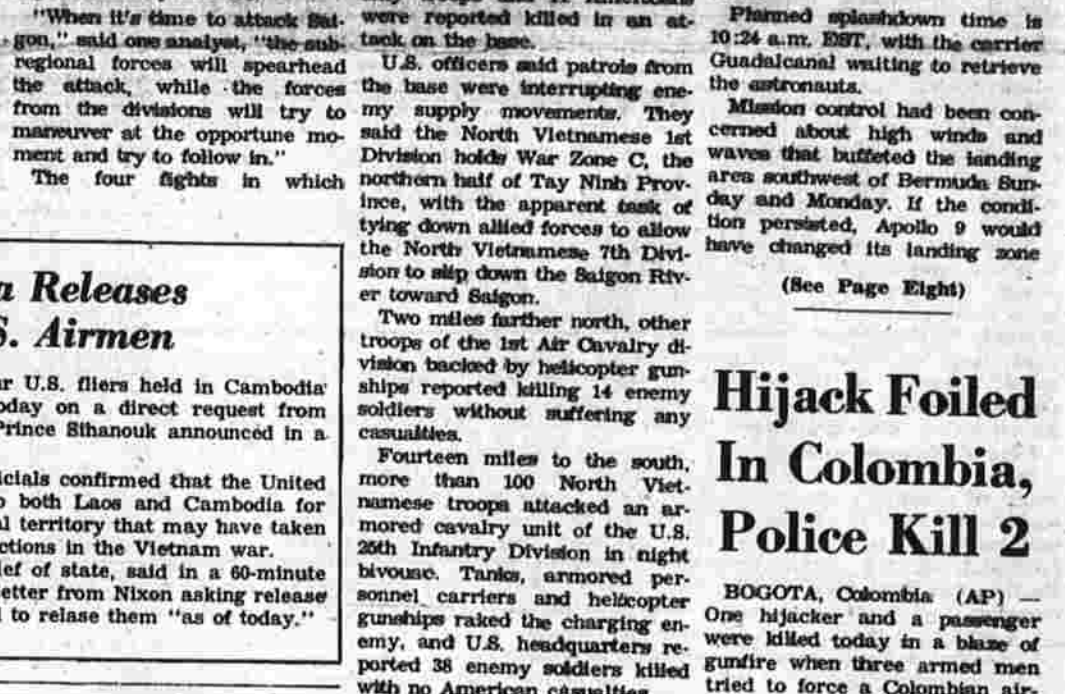 "When it's time to attack Sai-
gon," said one analyst, "the sub-
regional forces will spearhead
the attack, while the forces
from the divisions will try to
maneuver at the opportune mo-
ment and try to follow in."
The four fights in which
a Releases
S. Airmen
ur U.S. fliers held in Cambodia
oday on a direct request from
Prince Sihanouk announced in a
icials confirmed that the United
o both Laos and Cambodia for
al territory that may have taken
ctions in the Vietnam war.
ief of state, said in a 60-minute
etter from Nixon asking release
to relase them "as of today."
were reported killed in an at-
tack on the base.
U.S. officers said patrols from
the base were interrupting ene-
my supply movements. They
said the North Vietnamese 1st
Division holds War Zone C, the
northern half of Tay Ninh Prov-
ince, with the apparent task of
tying down allied forces to allow
the North Vietnamese 7th Divi-
sion to slip down the Saigon Riv-
er toward Saigon.
Two miles farther north, other
troops of the 1st Air Cavalry di-
vision backed by helicopter gun-
ships reported killing 14 enemy
soldiers without suffering any
casualties.
Fourteen miles to the south,
more than 100 North Viet-
namese troops attacked an ar-
mored cavalry unit of the U.S.
25th Infantry Division in night
bivouac. Tanks, armored per-
sonnel carriers and helicopter
gunships raked the charging en-
emy, and U.S. headquarters re-
ported 38 enemy soldiers killed
with no American casualties.
Planned splashdown time is
10:24 a.m. EST, with the carrier
Guadalcanal waiting to retrieve
the astronauts.
Mission control had been con-
cerned about high winds and
waves that buffeted the landing
area southwest of Bermuda Sun-
day and Monday. If the condi-
tion persisted, Apollo 9 would
have changed its landing zone
(See Page Eight)
Hijack Foiled
In Colombia,
Police Kill 2
BOGOTA, Colombia (AP) —
One hijacker and a passenger
were killed today in a blaze of
gunfire when three armed men
tried to force a Colombian air-